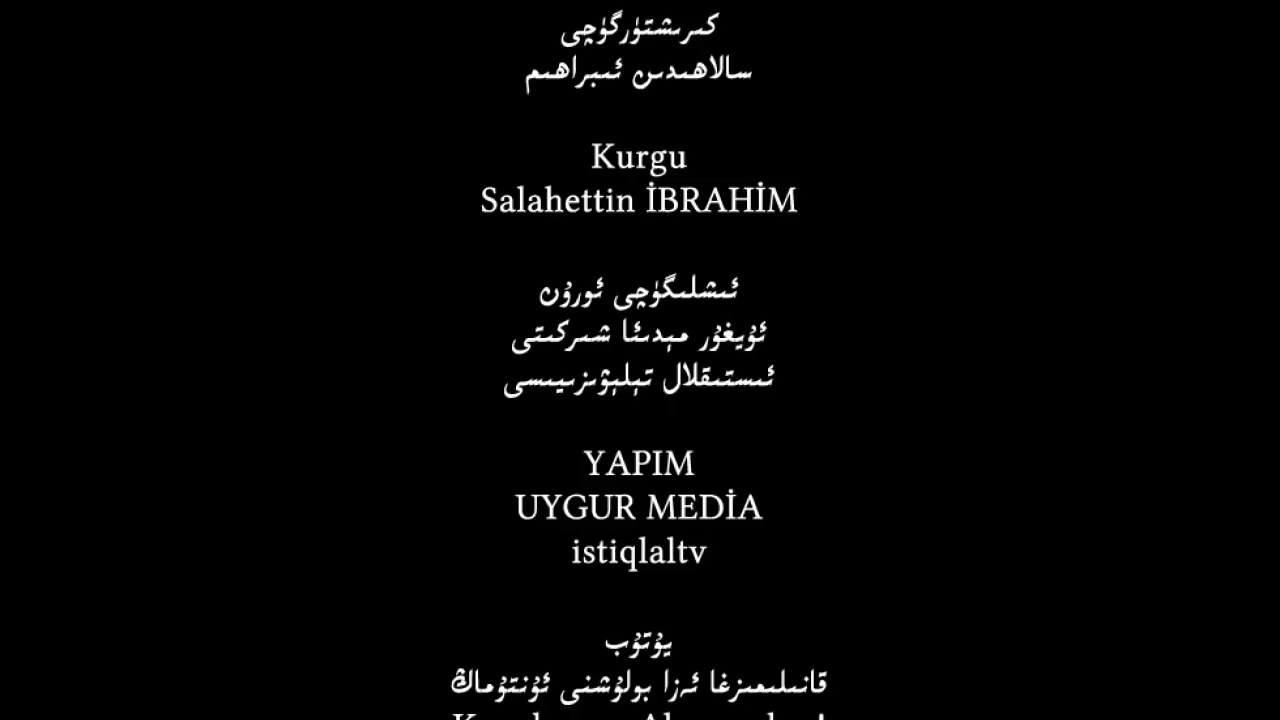 كىرىشتۈرگۈچى
سالاھىدىن ئىبراھىم
Kurgu
Salahettin İBRAHİM
ئىشلىگۈچى ئورۇن
ئۇيغۇر مېدىئا شىركىتى
ئىستىقلال تېلېۋىزىيىسى
YAPIM
UYGUR MEDİA
istiqlaltv
يۇتۇب
قانىلىمىزغا ئەزا بولۇشنى ئۇنتۇماڭ